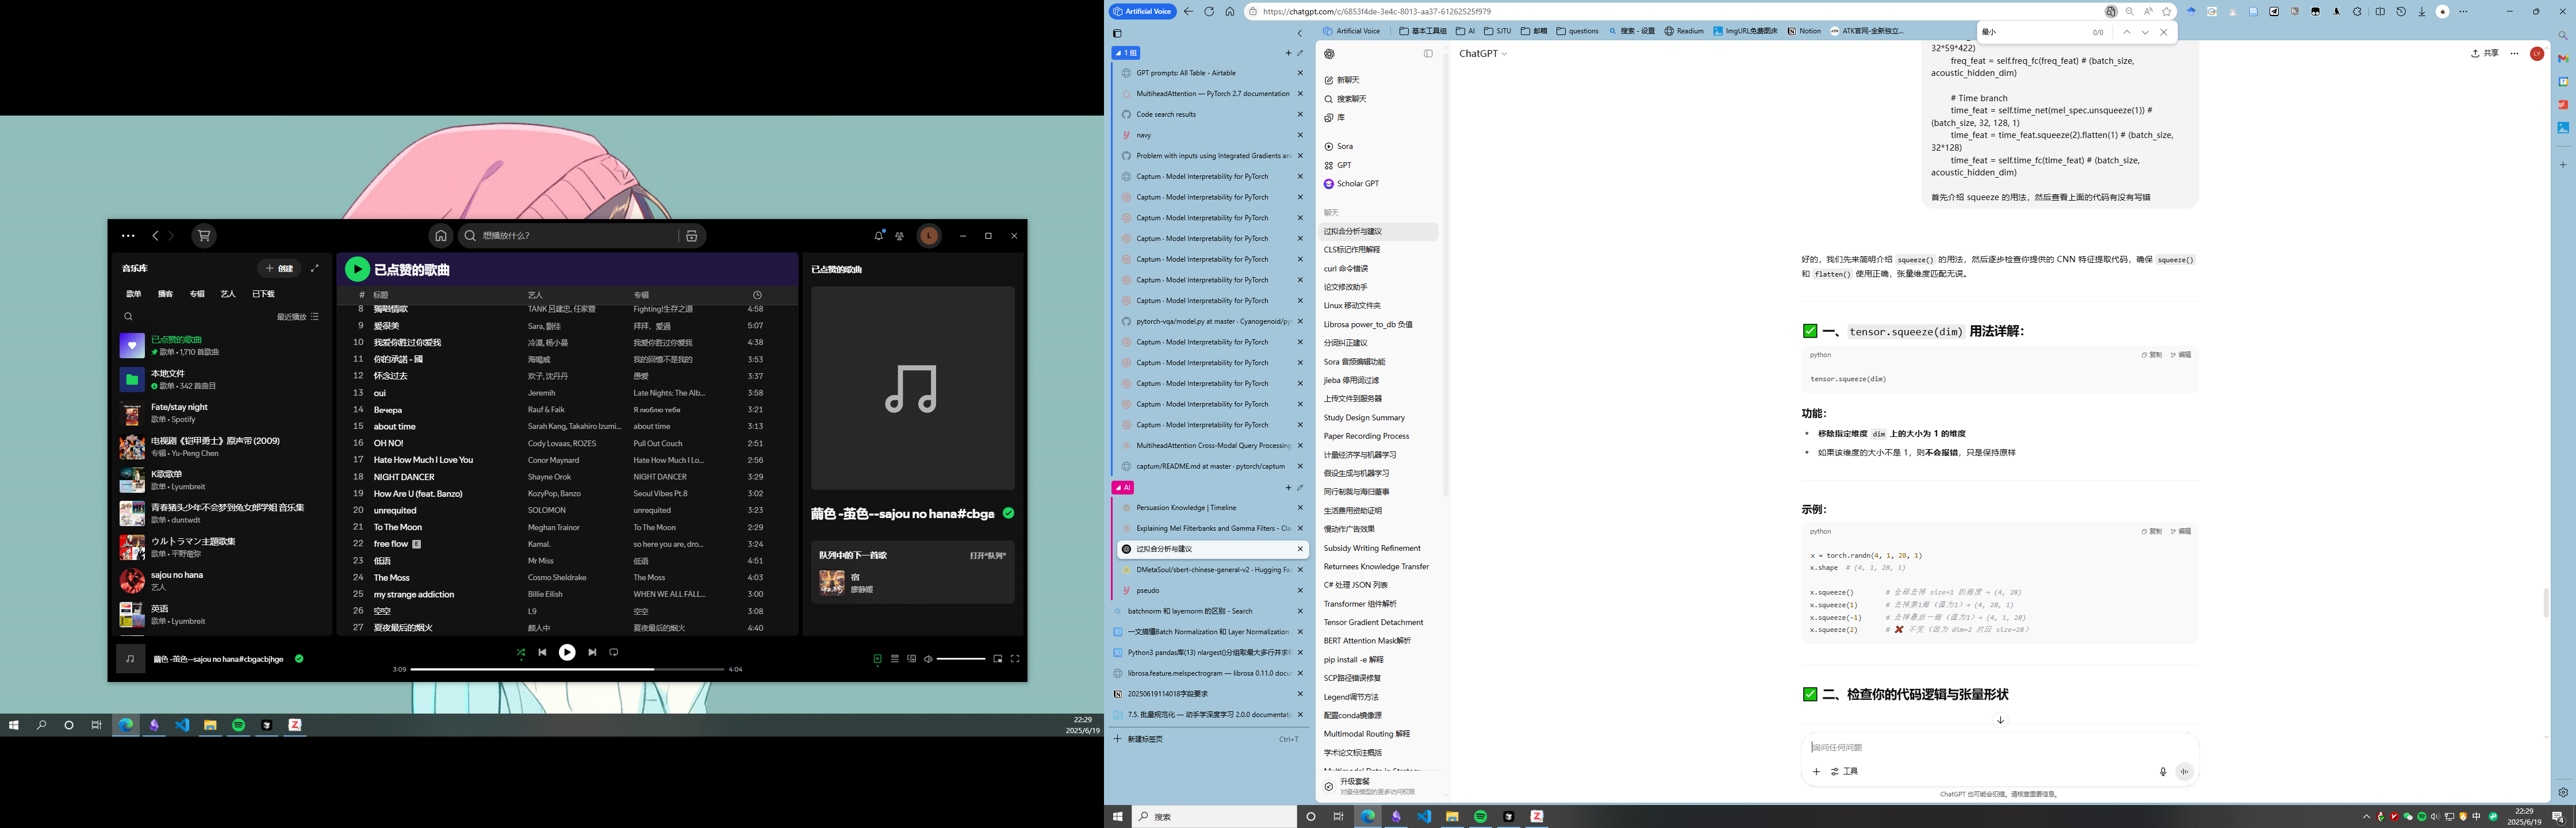 想播放什么?
L
音乐库
创建
歌单
播客
专辑
艺人
已下载
最近播放
已点赞的歌曲
歌单 • 1,710 首歌曲
本地文件
歌单 • 342 首曲目
Fate/stay night
歌单 • Spotify
电视剧《铠甲勇士》原声带 (2009)
专辑 • Yu-Peng Chen
K歌歌单
歌单 • Lyumbreit
青春猪头少年不会梦到兔女郎学姐 音乐集
歌单 • duntwdt
ウルトラマン主題歌集
歌单 • 平野竜弥
sajou no hana
艺人
英语
歌单 • Lyumbreit
已点赞的歌曲
# 标题 艺人 专辑
8 獨唱情歌 TANK 呂建忠, 任家萱 Fighting!生存之道 4:58
9 愛很美 Sara, 劉佳 拜拜，愛過 5:07
10 我爱你胜过你爱我 冷漠, 杨小曼 我爱你胜过你爱我 4:38
11 你的承諾 - 國 海鳴威 我的回憶不是我的 3:53
12 怀念过去 欢子, 沈丹丹 愚爱 3:37
13 oui Jeremih Late Nights: The Alb... 3:58
14 Вечера Rauf & Faik Я люблю тебя 3:21
15 about time Sarah Kang, Takahiro Izumi... about time 3:13
16 OH NO! Cody Lovaas, ROZES Pull Out Couch 2:51
17 Hate How Much I Love You Conor Maynard Hate How Much I Lo... 2:56
18 NIGHT DANCER Shayne Orok NIGHT DANCER 3:29
19 How Are U (feat. Banzo) KozyPop, Banzo Seoul Vibes Pt.8 3:02
20 unrequited SOLOMON unrequited 3:23
21 To The Moon Meghan Trainor To The Moon 2:29
22 free flow E Kamal. so here you are, dro... 3:24
23 低语 Mr Miss 低语 4:51
24 The Moss Cosmo Sheldrake The Moss 4:03
25 my strange addiction Billie Eilish WHEN WE ALL FALL... 3:00
26 空空 L9 空空 3:08
27 夏夜最后的烟火 颜人中 夏夜最后的烟火 4:40
已点赞的歌曲
繭色 -茧色--sajou no hana#cbga
队列中的下一首歌
打开“队列”
宿
廖静媛
繭色 -茧色--sajou no hana#cbgacbjhge
3:09
4:04
22:29
2025/6/19
Artificial Voice
https://chatgpt.com/c/6853f4de-3e4c-8013-aa37-61262525f979
Artificial Voice
基本工具组
AI
SJTU
邮箱
questions
搜索 - 设置
Readium
ImgURL免费图床
Notion
ATK官网-全新独立...
最小
0/0
1 组
GPT prompts: All Table - Airtable
MultiheadAttention — PyTorch 2.7 documentation
Code search results
navy
Problem with inputs using Integrated Gradients an
Captum · Model Interpretability for PyTorch
Captum · Model Interpretability for PyTorch
Captum · Model Interpretability for PyTorch
Captum · Model Interpretability for PyTorch
Captum · Model Interpretability for PyTorch
Captum · Model Interpretability for PyTorch
Captum · Model Interpretability for PyTorch
pytorch-vqa/model.py at master · Cyanogenoid/py
Captum · Model Interpretability for PyTorch
Captum · Model Interpretability for PyTorch
Captum · Model Interpretability for PyTorch
Captum · Model Interpretability for PyTorch
Captum · Model Interpretability for PyTorch
MultiheadAttention Cross-Modal Query Processing
captum/README.md at master · pytorch/captum
AI
Persuasion Knowledge | Timeline
Explaining Mel Filterbanks and Gamma Filters - Cla
过拟合分析与建议
DMetaSoul/sbert-chinese-general-v2 · Hugging Fa
pseudo
batchnorm 和 layernorm 的区别 - Search
一文搞懂Batch Normalization 和 Layer Normalization
Python3 pandas库(13) nlargest()分组取最大多行并求
librosa.feature.melspectrogram — librosa 0.11.0 docu
20250619114018字段要求
7.5. 批量规范化 — 动手学深度学习 2.0.0 documentati
新建标签页
Ctrl+T
新聊天
搜索聊天
库
Sora
GPT
Scholar GPT
聊天
过拟合分析与建议
CLS标记作用解释
curl 命令错误
论文修改助手
Linux 移动文件夹
Librosa power_to_db 负值
分词纠正建议
Sora 音频编辑功能
jieba 停用词过滤
上传文件到服务器
Study Design Summary
Paper Recording Process
计量经济学与机器学习
假设生成与机器学习
同行制裁与海归董事
生活费用资助证明
慢动作广告效果
Subsidy Writing Refinement
Returnees Knowledge Transfer
C# 处理 JSON 列表
Transformer 组件解析
Tensor Gradient Detachment
BERT Attention Mask解析
pip install -e 解释
SCP路径错误修复
Legend调节方法
配置conda镜像源
Multimodal Routing 解释
学术论文标注概括
升级套餐
对最佳模型的更多访问权限
ChatGPT
共享
LY
32*59*422)
freq_feat = self.freq_fc(freq_feat) # (batch_size,
acoustic_hidden_dim)
# Time branch
time_feat = self.time_net(mel_spec.unsqueeze(1)) #
(batch_size, 32, 128, 1)
time_feat = time_feat.squeeze(2).flatten(1) # (batch_size,
32*128)
time_feat = self.time_fc(time_feat) # (batch_size,
acoustic_hidden_dim)
首先介绍 squeeze 的用法，然后查看上面的代码有没有写错
好的，我们先来简明介绍 squeeze() 的用法，然后逐步检查你提供的 CNN 特征提取代码，确保 squeeze()
和 flatten() 使用正确，张量维度匹配无误。
✅ 一、tensor.squeeze(dim) 用法详解：
python
复制
编辑
tensor.squeeze(dim)
功能：
• 移除指定维度 dim 上的大小为 1 的维度
• 如果该维度的大小不是 1，则不会报错，只是保持原样
示例：
python
复制
编辑
x = torch.randn(4, 1, 28, 1)
x.shape # (4, 1, 28, 1)
x.squeeze() # 全部去掉 size=1 的维度 → (4, 28)
x.squeeze(1) # 去掉第1维（值为1）→ (4, 28, 1)
x.squeeze(-1) # 去掉最后一维（值为1）→ (4, 1, 28)
x.squeeze(2) # ❌ 不变（因为 dim=2 对应 size=28）
✅ 二、检查你的代码逻辑与张量形状
询问任何问题
工具
ChatGPT 也可能会犯错。请核查重要信息。
搜索
中
22:29
2025/6/19